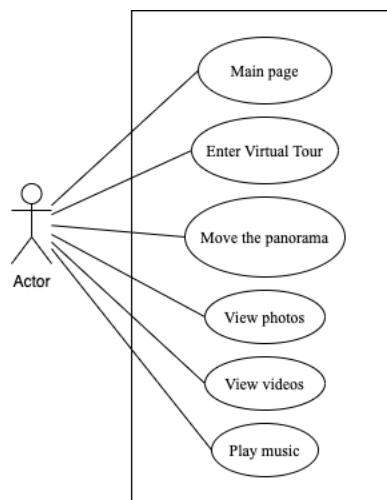 Main page
Enter Virtual Tour
Move the panorama
Actor
View photos
View videos
Play music